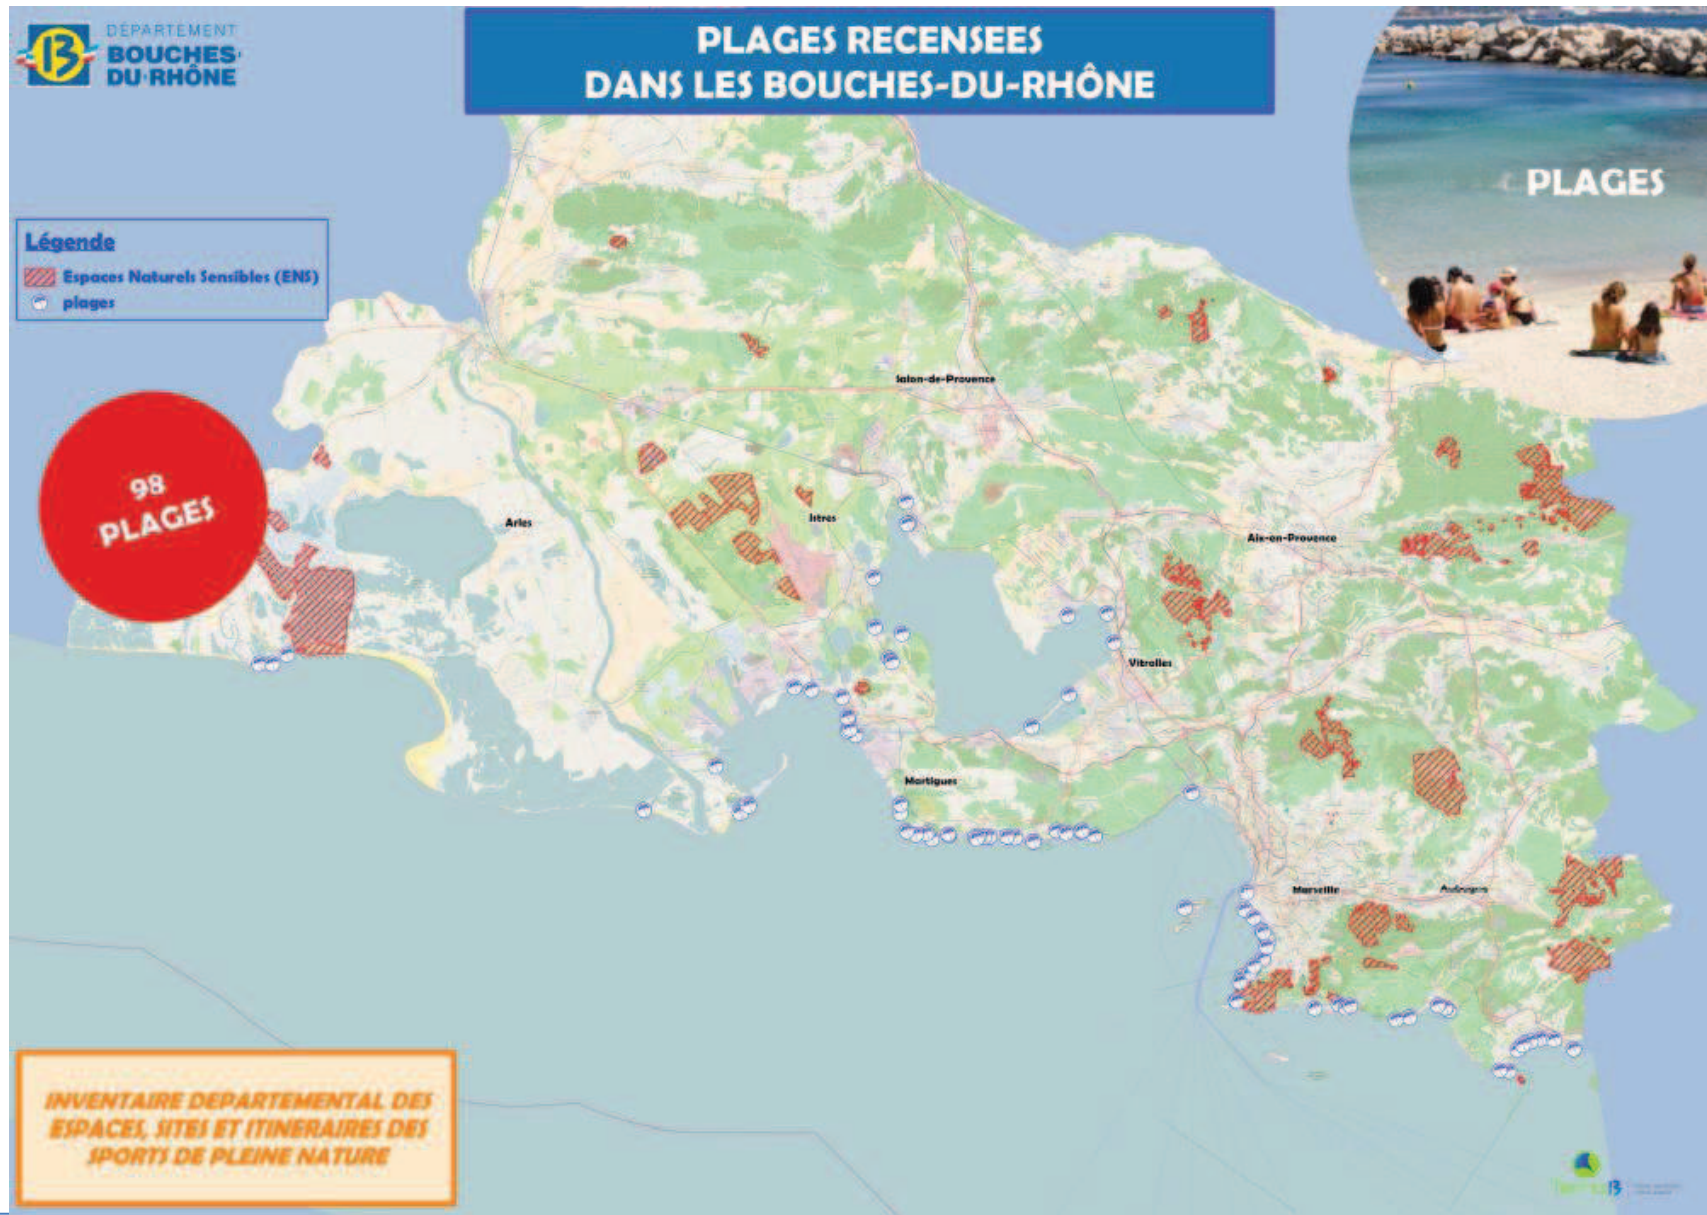 DÉPARTEMENT
BOUCHES-
DU-RHÔNE
PLAGES RECENSEES
DANS LES BOUCHES-DU-RHÔNE
PLAGES
Légende
Espaces Naturels Sensibles (ENS)
plages
98
PLAGES
Salon-de-Provence
Arles
Istres
Aix-en-Provence
Vitrolles
Martigues
Marseille
Aubagne
INVENTAIRE DEPARTEMENTAL DES
ESPACES, SITES ET ITINERAIRES DES
SPORTS DE PLEINE NATURE
13